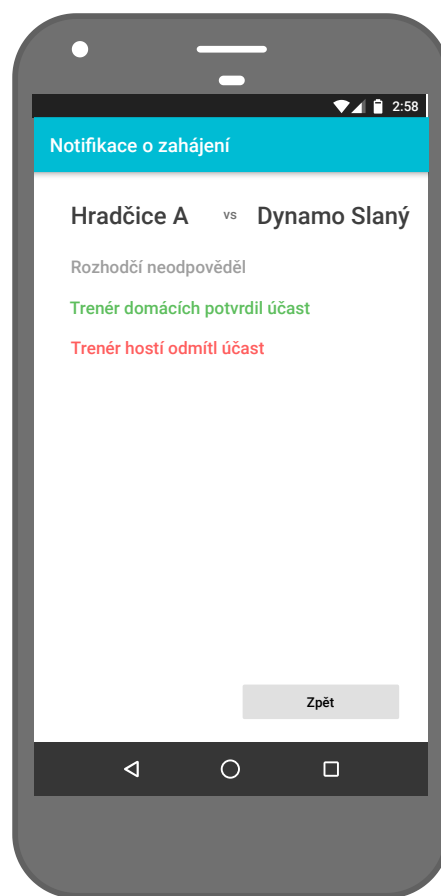 2:58
Notifikace o zahájení
Hradčice A vs Dynamo Slaný
Rozhodčí neodpověděl
Trenér domácích potvrdil účast
Trenér hostí odmítl účast
Zpět